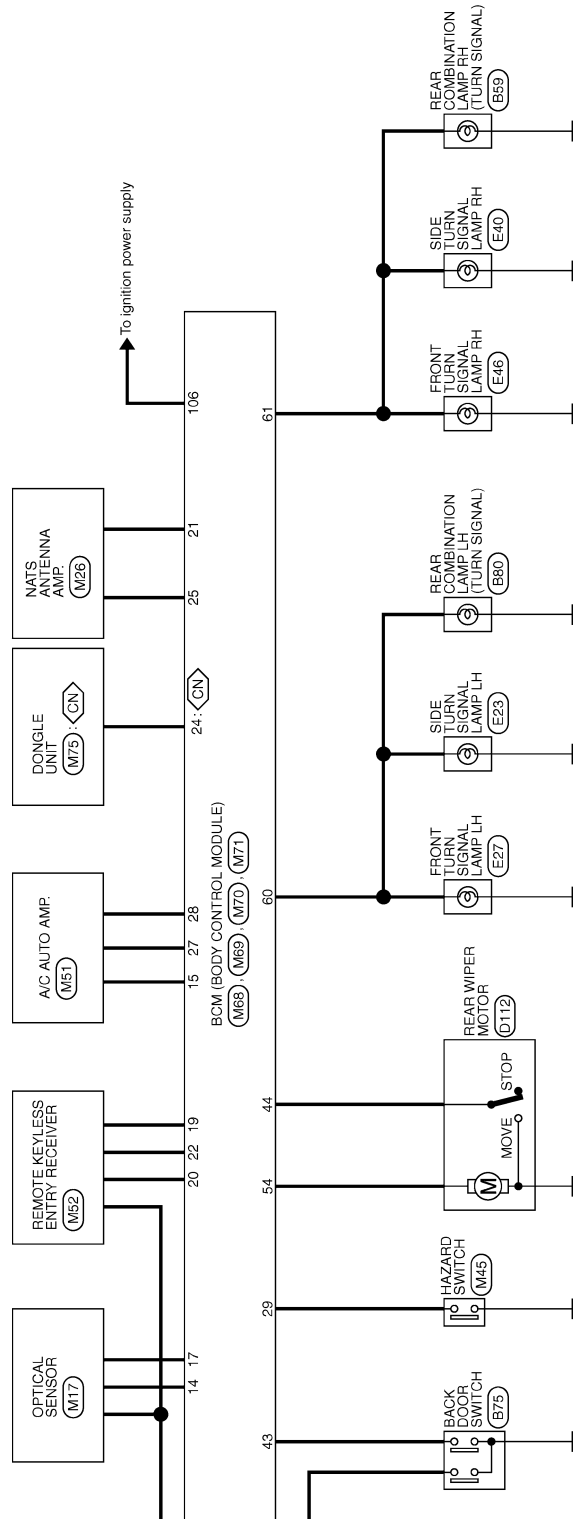 To ignition power supply
106
NATS
ANTENNA
AMP.
M26
21
25
DONGLE
UNIT
M75 : CN
24 : CN
A/C AUTO AMP.
M51
28
27
15
BCM (BODY CONTROL MODULE)
M68 , M69 , M70 , M71
REMOTE KEYLESS
ENTRY RECEIVER
M52
19
22
20
OPTICAL
SENSOR
M17
17
14
61
REAR
COMBINATION
LAMP RH
(TURN SIGNAL)
B59
SIDE
TURN
SIGNAL
LAMP RH
E40
FRONT
TURN
SIGNAL
LAMP RH
E46
60
REAR
COMBINATION
LAMP LH
(TURN SIGNAL)
B80
SIDE
TURN
SIGNAL
LAMP LH
E23
FRONT
TURN
SIGNAL
LAMP LH
E27
44
54
REAR WIPER
MOTOR
D112
STOP
MOVE
M
29
HAZARD
SWITCH
M45
43
BACK
DOOR
SWITCH
B75